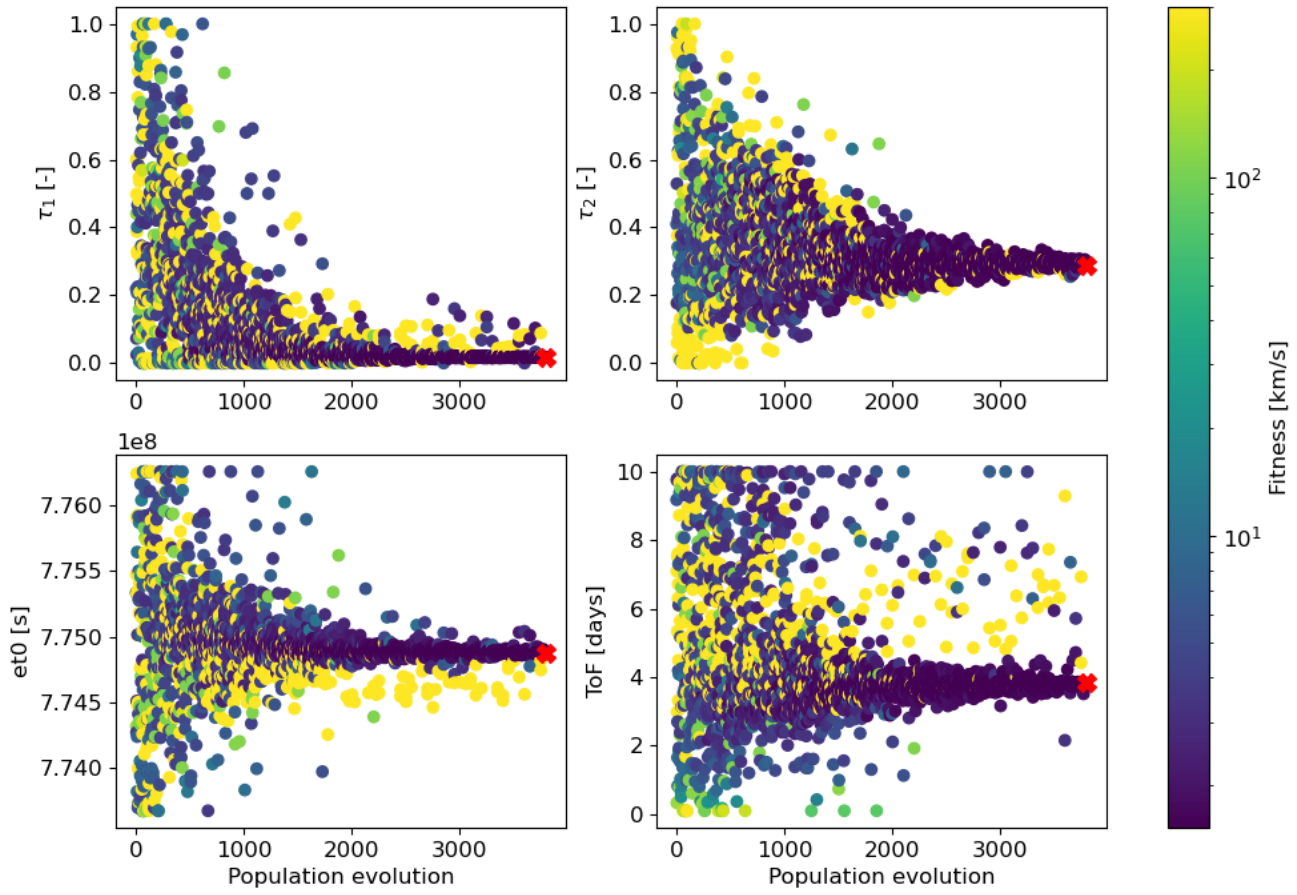 1.0
0.8
0.6
0.4
0.2
0.0
τ1 [-]
0 1000 2000 3000
1.0
0.8
0.6
0.4
0.2
0.0
τ2 [-]
0 1000 2000 3000
1e8
7.760
7.755
7.750
7.745
7.740
et0 [s]
0 1000 2000 3000
Population evolution
10
8
6
4
2
0
ToF [days]
0 1000 2000 3000
Population evolution
10²
10¹
Fitness [km/s]